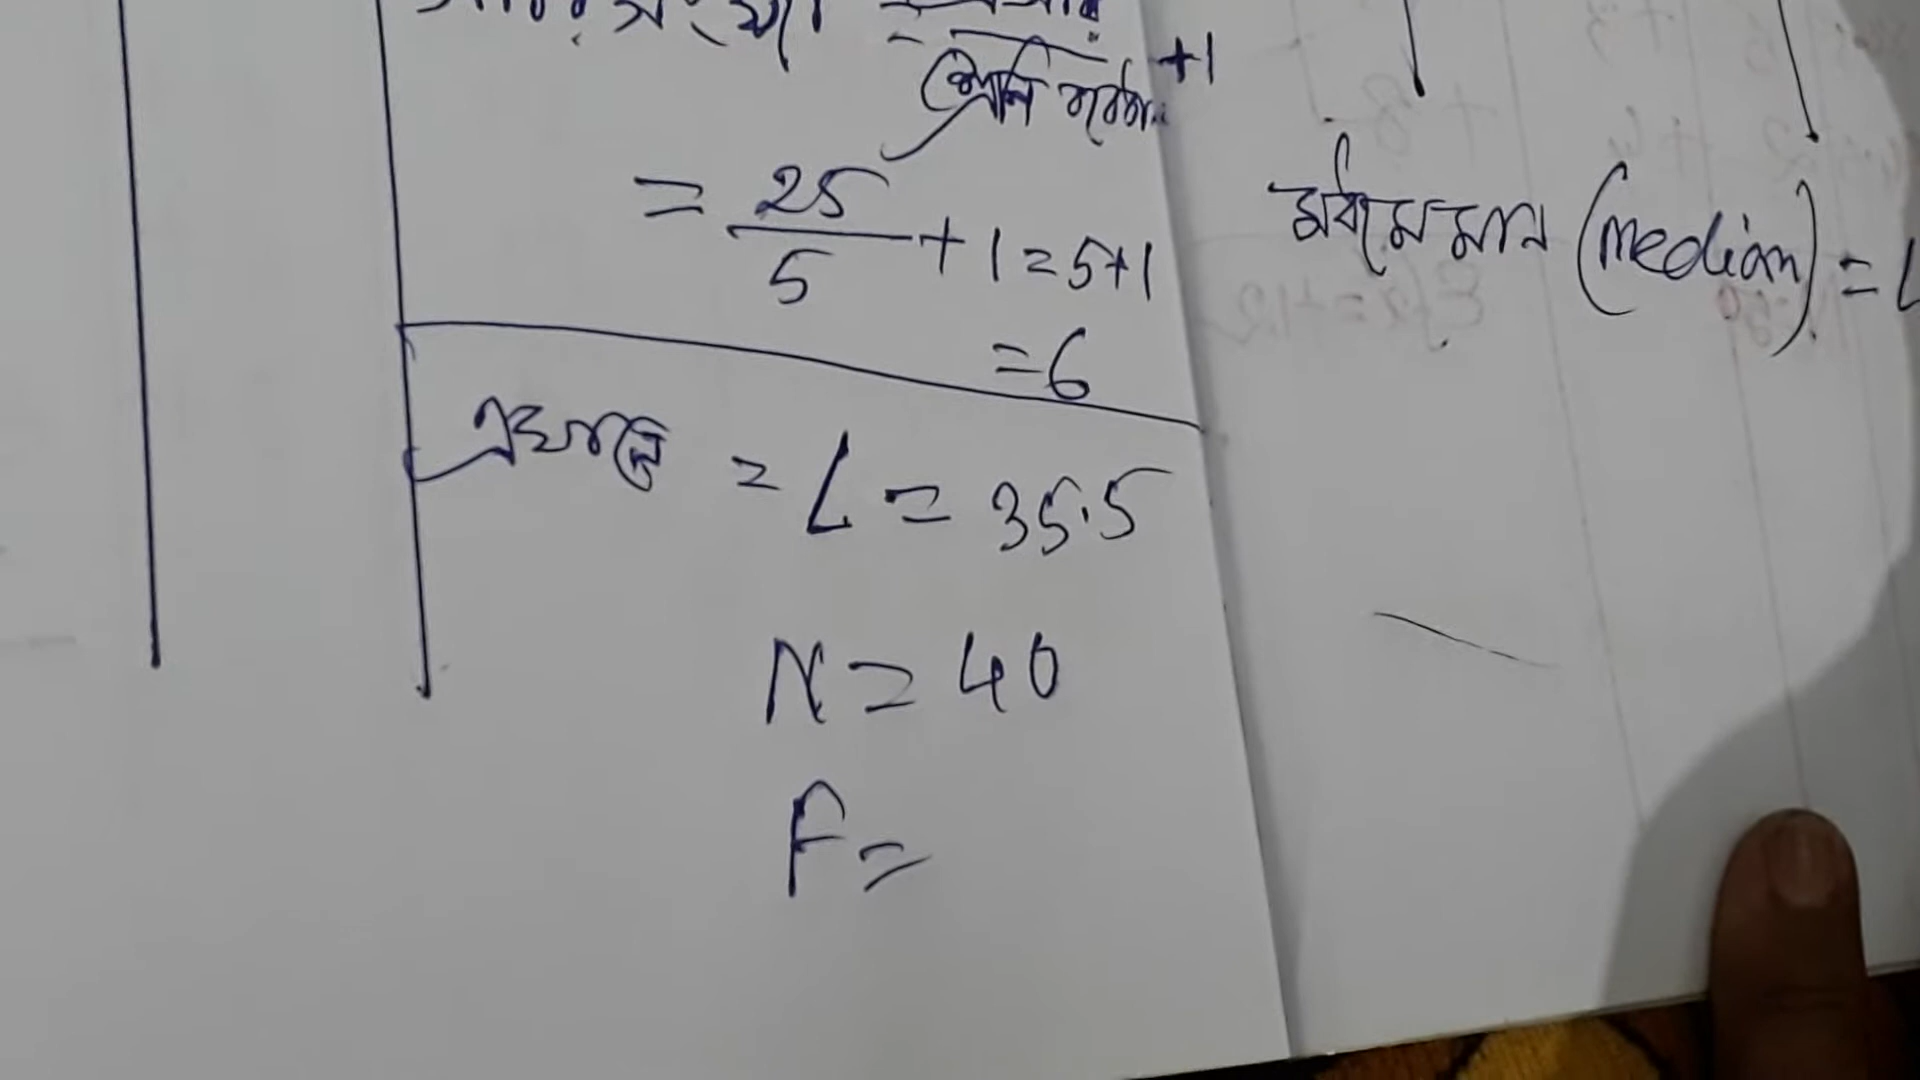 +1
শ্রেনি
= 25/5 + 1 = 5+1
= 6
এখানে = L = 35.5
N = 40
F =
মধ্যমমান (median) = L